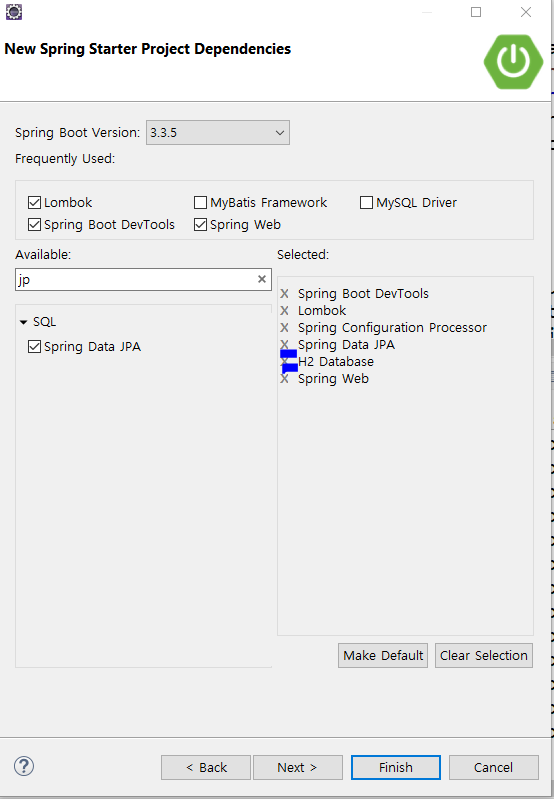 New Spring Starter Project Dependencies
Spring Boot Version: 3.3.5
Frequently Used:
Lombok MyBatis Framework MySQL Driver
Spring Boot DevTools Spring Web
Available: Selected:
jp
SQL
Spring Data JPA
X Spring Boot DevTools
X Lombok
X Spring Configuration Processor
X Spring Data JPA
X H2 Database
X Spring Web
Make Default Clear Selection
? < Back Next > Finish Cancel